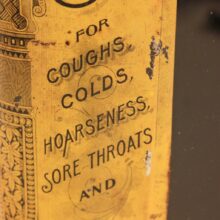 FOR
COUGHS,
COLDS,
HOARSENESS,
SORE THROATS
AND